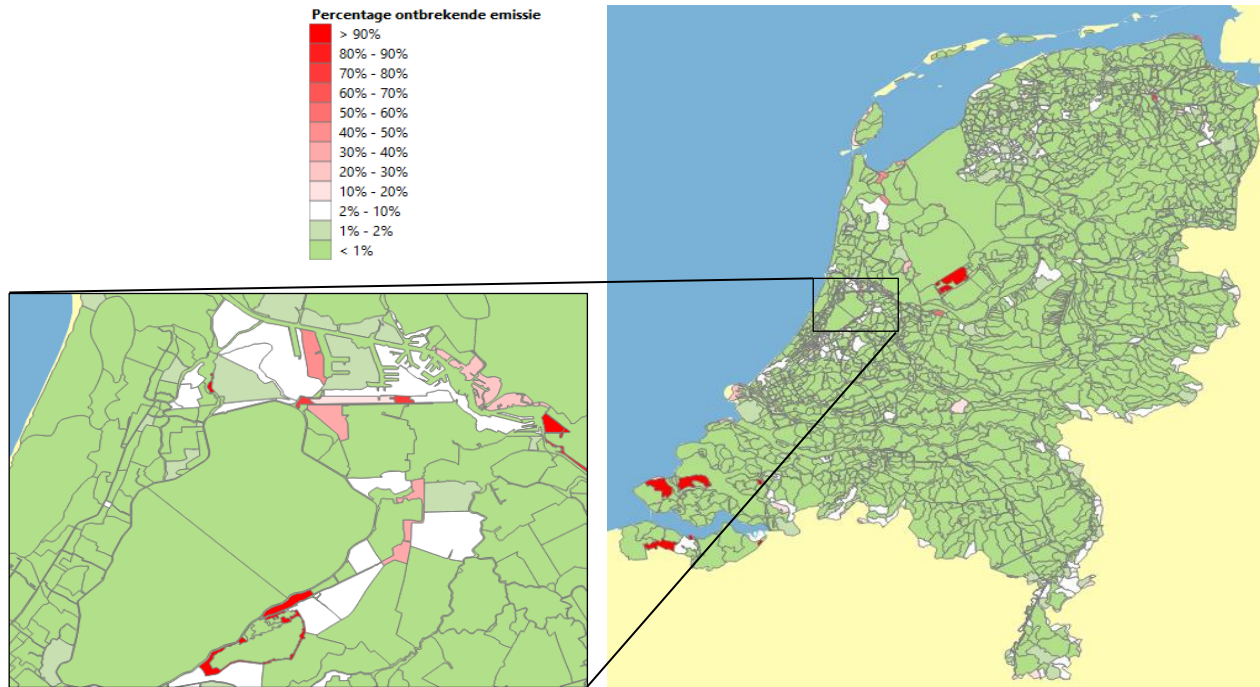 Percentage ontbrekende emissie
> 90%
80% - 90%
70% - 80%
60% - 70%
50% - 60%
40% - 50%
30% - 40%
20% - 30%
10% - 20%
2% - 10%
1% - 2%
< 1%